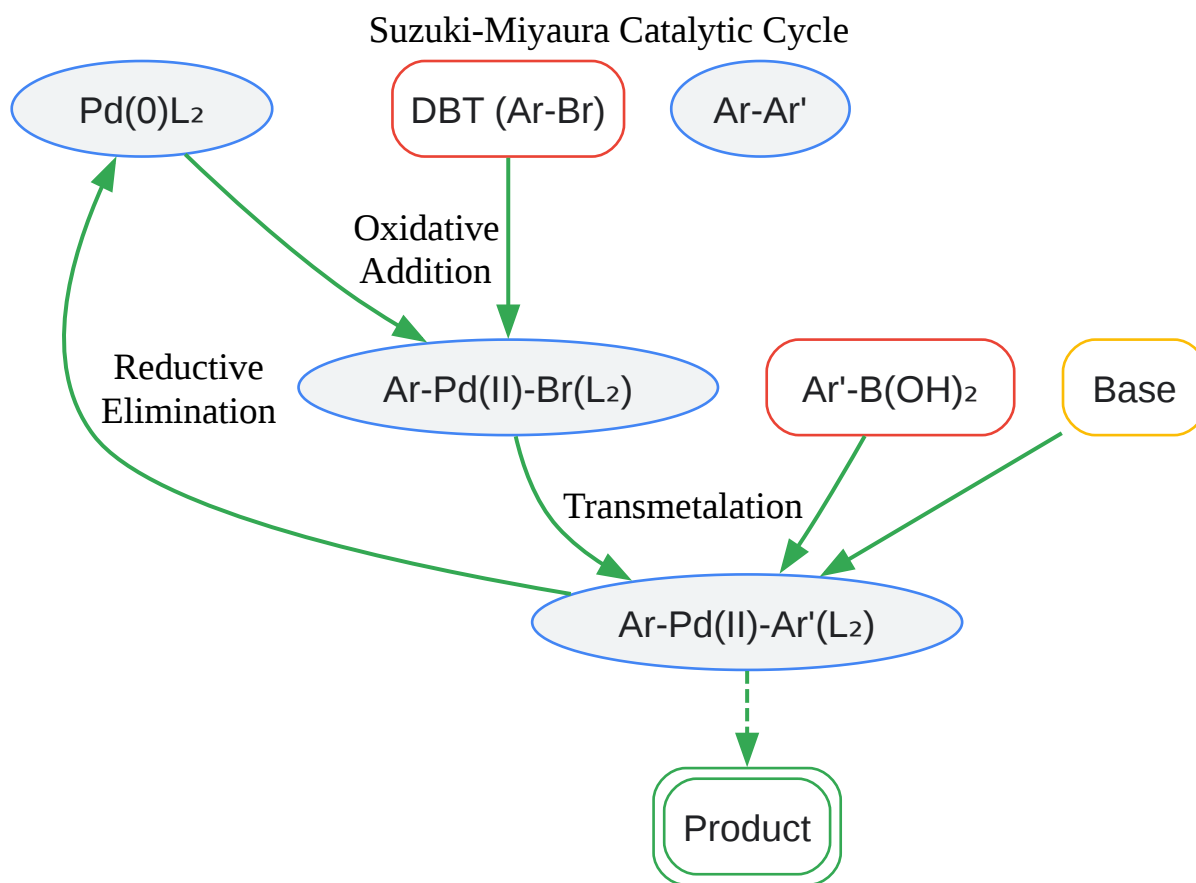 Suzuki-Miyaura Catalytic Cycle
Pd(0)L₂
DBT (Ar-Br)
Ar-Ar'
Oxidative
Addition
Reductive
Elimination
Ar-Pd(II)-Br(L₂)
Ar'-B(OH)₂
Base
Transmetalation
Ar-Pd(II)-Ar'(L₂)
Product